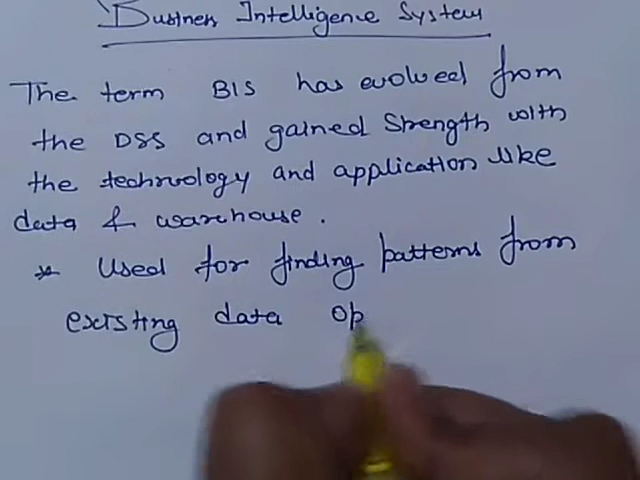 Business Intelligence System
The term BIS has evolved from
the DSS and gained Strength with
the technology and application like
data & warehouse.
* Used for finding patterns from
existing data op